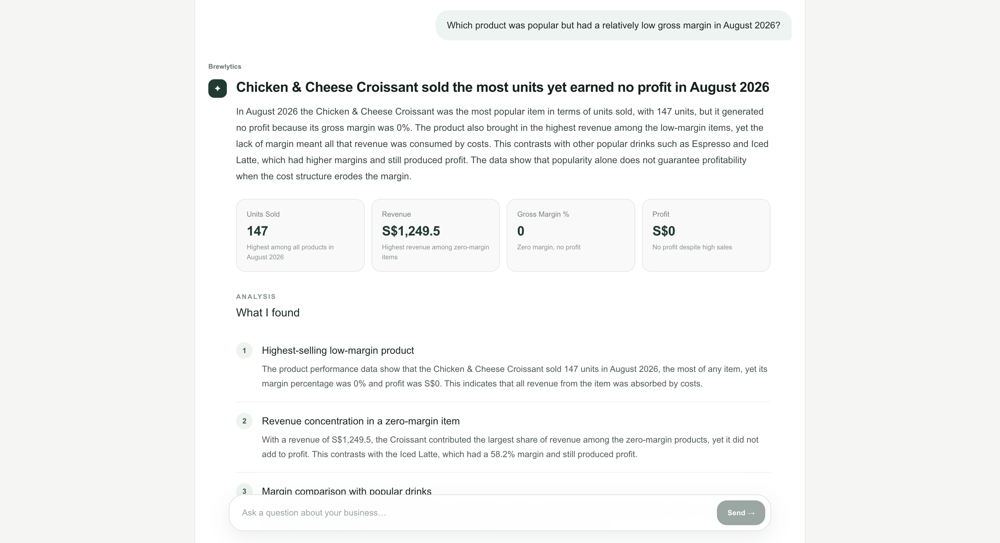 Which product was popular but had a relatively low gross margin in August 2026?
Brewlytics
Chicken & Cheese Croissant sold the most units yet earned no profit in August 2026
In August 2026 the Chicken & Cheese Croissant was the most popular item in terms of units sold, with 147 units, but it generated
no profit because its gross margin was 0%. The product also brought in the highest revenue among the low-margin items, yet the
lack of margin meant all that revenue was consumed by costs. This contrasts with other popular drinks such as Espresso and Iced
Latte, which had higher margins and still produced profit. The data show that popularity alone does not guarantee profitability
when the cost structure erodes the margin.
Units Sold
147
Highest among all products in
August 2026
Revenue
S$1,249.5
Highest revenue among zero-margin
items
Gross Margin %
0
Zero margin, no profit
Profit
S$0
No profit despite high sales
ANALYSIS
What I found
1 Highest-selling low-margin product
The product performance data show that the Chicken & Cheese Croissant sold 147 units in August 2026, the most of any item, yet its
margin percentage was 0% and profit was S$0. This indicates that all revenue from the item was absorbed by costs.
2 Revenue concentration in a zero-margin item
With a revenue of S$1,249.5, the Croissant contributed the largest share of revenue among the zero-margin products, yet it did not
add to profit. This contrasts with the Iced Latte, which had a 58.2% margin and still produced profit.
3 Margin comparison with popular drinks
Ask a question about your business…
Send →